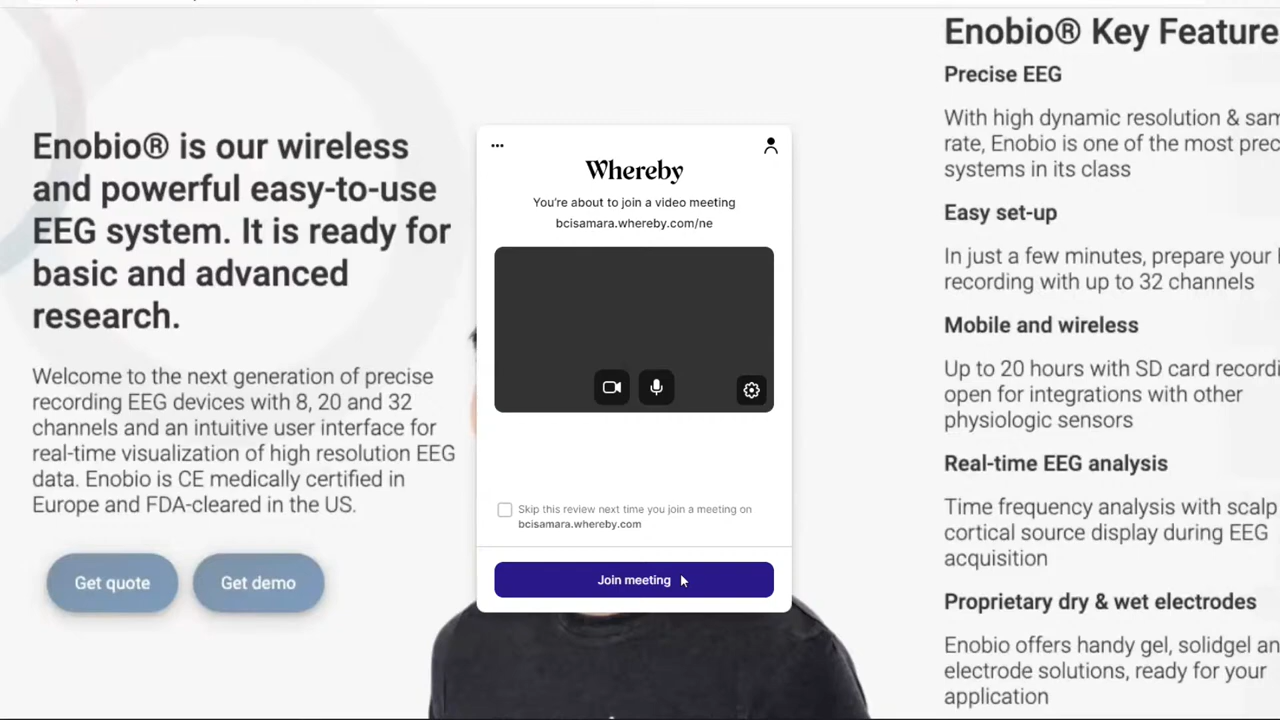 Enobio® is our wireless
and powerful easy-to-use
EEG system. It is ready for
basic and advanced
research.
Welcome to the next generation of precise
recording EEG devices with 8, 20 and 32
channels and an intuitive user interface for
real-time visualization of high resolution EEG
data. Enobio is CE medically certified in
Europe and FDA-cleared in the US.
Get quote
Get demo
Whereby
You're about to join a video meeting
bcisamara.whereby.com/ne
Skip this review next time you join a meeting on
bcisamara.whereby.com
Join meeting
Enobio® Key Feature
Precise EEG
With high dynamic resolution & sam
rate, Enobio is one of the most prec
systems in its class
Easy set-up
In just a few minutes, prepare your
recording with up to 32 channels
Mobile and wireless
Up to 20 hours with SD card recordi
open for integrations with other
physiologic sensors
Real-time EEG analysis
Time frequency analysis with scalp
cortical source display during EEG
acquisition
Proprietary dry & wet electrodes
Enobio offers handy gel, solidgel an
electrode solutions, ready for your
application